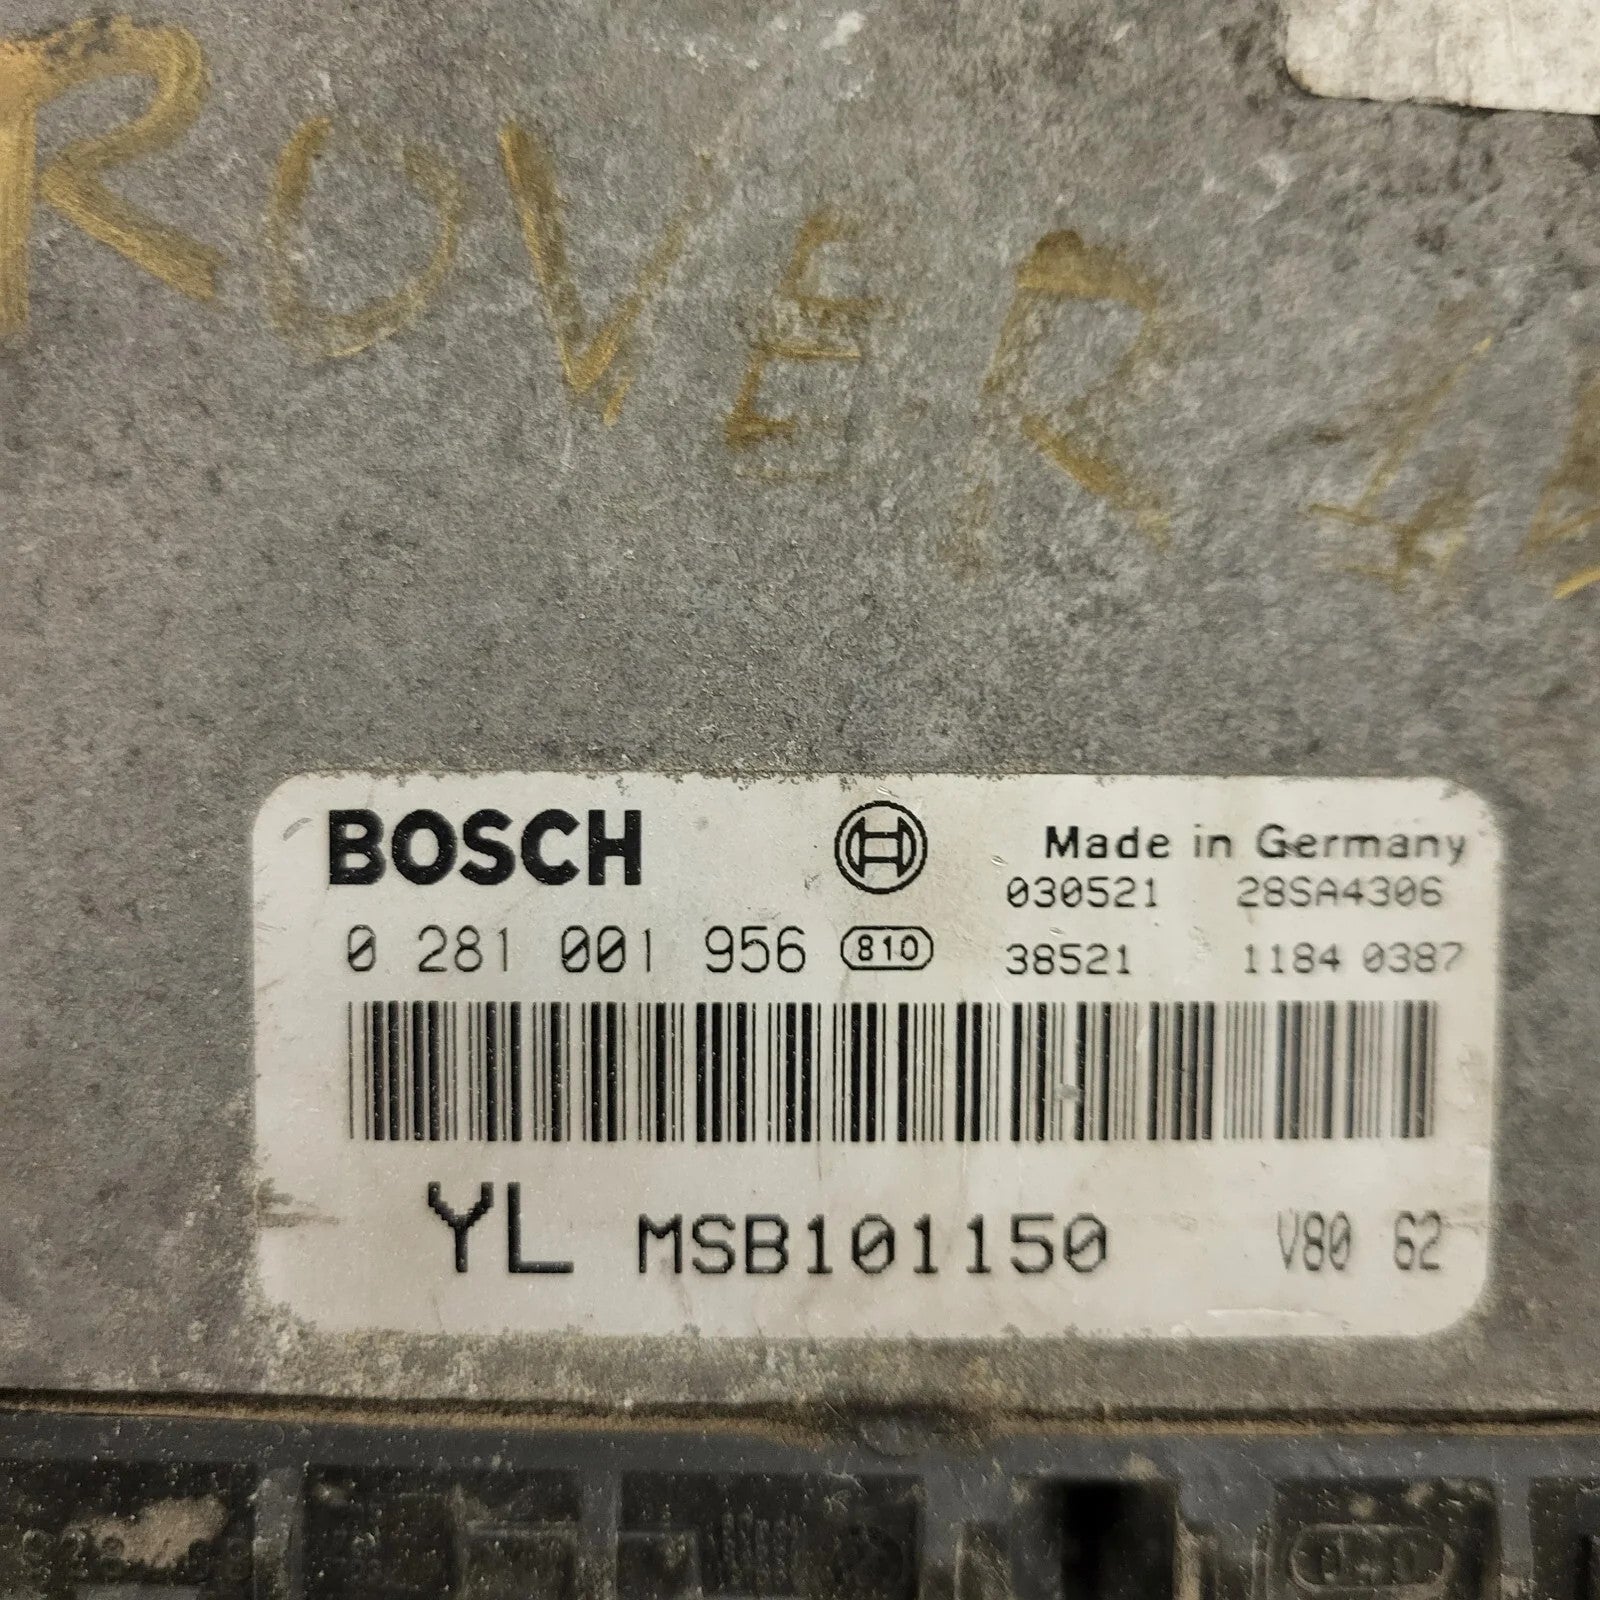 ROVER 1
BOSCH
Made in Germany
030521 28SA4306
0 281 001 956 810 38521 1184 0387
YL MSB101150 V80 62